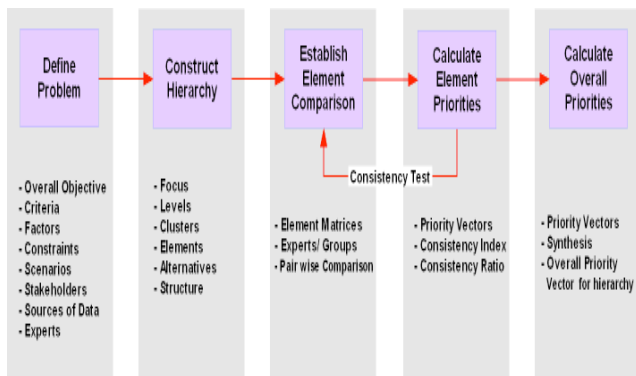 Define
Problem
Construct
Hierarchy
Establish
Element
Comparison
Calculate
Element
Priorities
Calculate
Overall
Priorities
Consistency Test
- Overall Objective
- Criteria
- Factors
- Constraints
- Scenarios
- Stakeholders
- Sources of Data
- Experts
- Focus
- Levels
- Clusters
- Elements
- Alternatives
- Structure
- Element Matrices
- Experts/ Groups
- Pair wise Comparison
- Priority Vectors
- Consistency Index
- Consistency Ratio
- Priority Vectors
- Synthesis
- Overall Priority
Vector for hierarchy